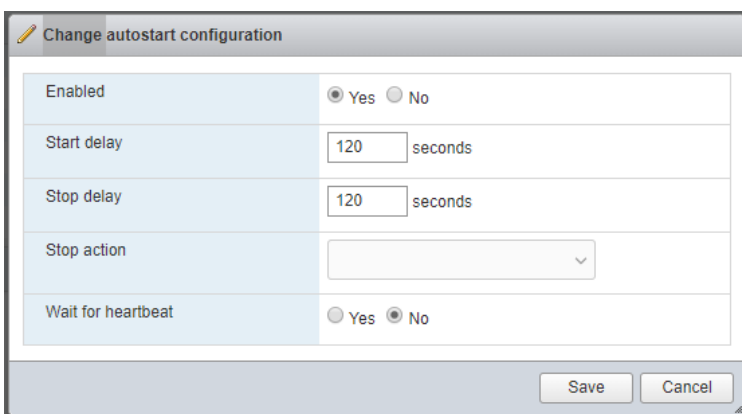 Change autostart configuration
Enabled Yes No
Start delay 120 seconds
Stop delay 120 seconds
Stop action
Wait for heartbeat Yes No
Save Cancel